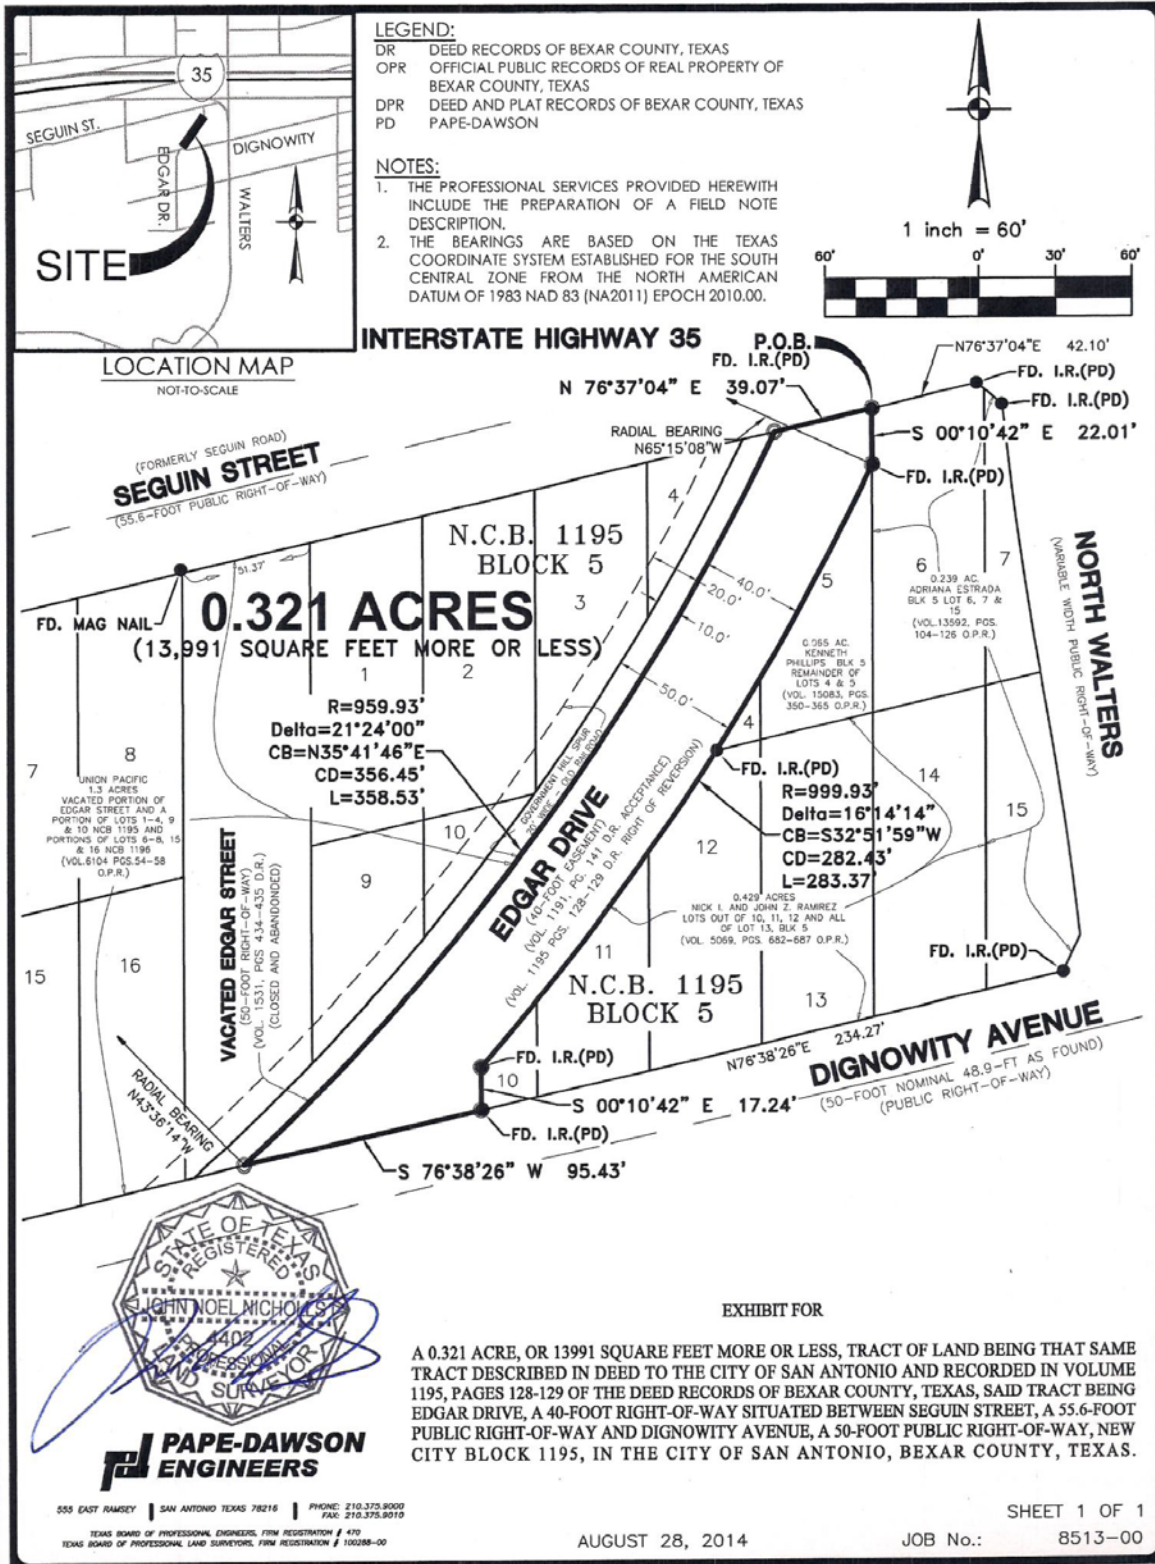 35
SEGUIN ST.
EDGAR DR.
DIGNOWITY
WALTERS
SITE
LOCATION MAP
NOT-TO-SCALE
LEGEND:
DR DEED RECORDS OF BEXAR COUNTY, TEXAS
OPR OFFICIAL PUBLIC RECORDS OF REAL PROPERTY OF
BEXAR COUNTY, TEXAS
DPR DEED AND PLAT RECORDS OF BEXAR COUNTY, TEXAS
PD PAPE-DAWSON
NOTES:
1. THE PROFESSIONAL SERVICES PROVIDED HEREWITH
INCLUDE THE PREPARATION OF A FIELD NOTE
DESCRIPTION.
2. THE BEARINGS ARE BASED ON THE TEXAS
COORDINATE SYSTEM ESTABLISHED FOR THE SOUTH
CENTRAL ZONE FROM THE NORTH AMERICAN
DATUM OF 1983 NAD 83 (NA2011) EPOCH 2010.00.
1 inch = 60'
60' 0' 60'
INTERSTATE HIGHWAY 35
P.O.B.
FD. I.R.(PD)
N76°37'04"E 42.10'
FD. I.R.(PD)
N 76°37'04" E 39.07'
FD. I.R.(PD)
S 00°10'42" E 22.01'
RADIAL BEARING
N65°15'08"W
FD. I.R.(PD)
(FORMERLY SEGUIN ROAD)
SEGUIN STREET
(55.6-FOOT PUBLIC RIGHT-OF-WAY)
51.37'
FD. MAG NAIL
N.C.B. 1195
BLOCK 5
0.321 ACRES
(13,991 SQUARE FEET MORE OR LESS)
R=959.93'
Delta=21°24'00"
CB=N35°41'46"E
CD=356.45'
L=358.53'
1
2
3
4
5
6
7
40.0'
20.0'
10.0'
50.0'
0.239 AC.
ADRIANA ESTRADA
BLK 5 LOT 6, 7 &
15
(VOL.13592, PGS.
104-126 O.P.R.)
NORTH WALTERS
(VARIABLE WIDTH PUBLIC RIGHT-OF-WAY)
0.065 AC.
KENNETH
PHILLIPS BLK 5
REMAINDER OF
LOTS 4 & 5
(VOL. 15083, PGS.
350-365 O.P.R.)
4
7
8
UNION PACIFIC
1.3 ACRES
VACATED PORTION OF
EDGAR STREET AND A
PORTION OF LOTS 1-4, 9
& 10 NCB 1195 AND
PORTIONS OF LOTS 6-8, 15
& 16 NCB 1196
(VOL.6104 PGS.54-58
O.P.R.)
15
16
VACATED EDGAR STREET
(50-FOOT RIGHT-OF-WAY)
(VOL. 1531, PGS 434-435 D.R.)
(CLOSED AND ABANDONED)
9
10
GOVERNMENT HILL SPUR
20' WIDE - OLD RAILROAD
EDGAR DRIVE
(40-FOOT EASEMENT)
(VOL. 1191, PG. 141 D.R. ACCEPTANCE)
(VOL. 1195 PGS. 128-129 D.R. RIGHT OF REVERSION)
FD. I.R.(PD)
R=999.93'
Delta=16°14'14"
CB=S32°51'59"W
CD=282.43'
L=283.37'
14
15
12
11
13
0.429 ACRES
NICK I. AND JOHN Z. RAMIREZ
LOTS OUT OF 10, 11, 12 AND ALL
OF LOT 13, BLK 5
(VOL. 5069, PGS. 682-687 O.P.R.)
FD. I.R.(PD)
N.C.B. 1195
BLOCK 5
FD. I.R.(PD)
10
N76°38'26"E 234.27'
DIGNOWITY AVENUE
(50-FOOT NOMINAL 48.9-FT AS FOUND)
(PUBLIC RIGHT-OF-WAY)
S 00°10'42" E 17.24'
FD. I.R.(PD)
RADIAL BEARING
N43°36'14"W
S 76°38'26" W 95.43'
STATE OF TEXAS
REGISTERED
JOHN NOEL NICHOLLS
4402
PROFESSIONAL
LAND SURVEYOR
PAPE-DAWSON
ENGINEERS
555 EAST RAMSEY SAN ANTONIO TEXAS 78216 PHONE: 210.375.9000
FAX: 210.375.9010
TEXAS BOARD OF PROFESSIONAL ENGINEERS, FIRM REGISTRATION # 470
TEXAS BOARD OF PROFESSIONAL LAND SURVEYORS, FIRM REGISTRATION # 100288-00
EXHIBIT FOR
A 0.321 ACRE, OR 13991 SQUARE FEET MORE OR LESS, TRACT OF LAND BEING THAT SAME
TRACT DESCRIBED IN DEED TO THE CITY OF SAN ANTONIO AND RECORDED IN VOLUME
1195, PAGES 128-129 OF THE DEED RECORDS OF BEXAR COUNTY, TEXAS, SAID TRACT BEING
EDGAR DRIVE, A 40-FOOT RIGHT-OF-WAY SITUATED BETWEEN SEGUIN STREET, A 55.6-FOOT
PUBLIC RIGHT-OF-WAY AND DIGNOWITY AVENUE, A 50-FOOT PUBLIC RIGHT-OF-WAY, NEW
CITY BLOCK 1195, IN THE CITY OF SAN ANTONIO, BEXAR COUNTY, TEXAS.
SHEET 1 OF 1
AUGUST 28, 2014
JOB No.: 8513-00